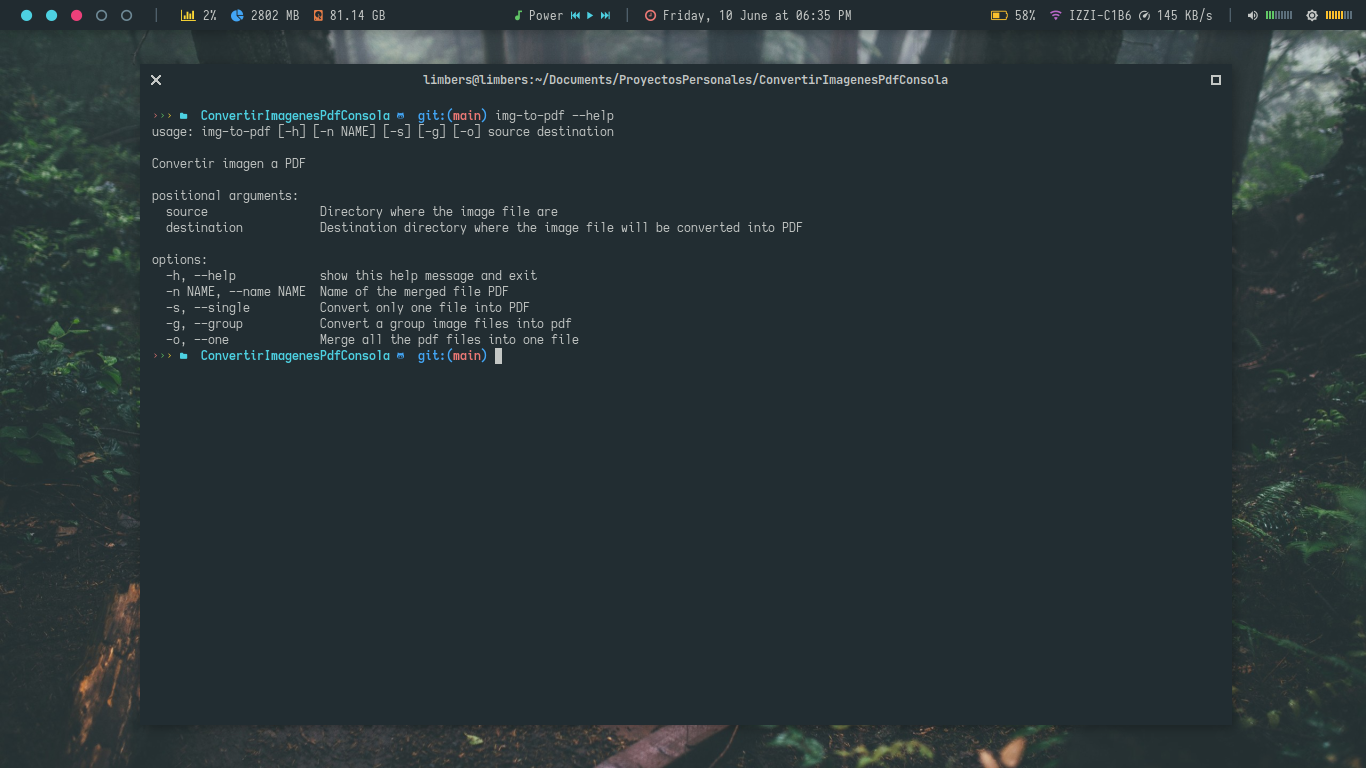 2% 2802 MB 81.14 GB Power Friday, 10 June at 06:35 PM 58% IZZI-C1B6 145 KB/s
limbers@limbers:~/Documents/ProyectosPersonales/ConvertirImagenesPdfConsola
››› ConvertirImagenesPdfConsola git:(main) img-to-pdf --help
usage: img-to-pdf [-h] [-n NAME] [-s] [-g] [-o] source destination
Convertir imagen a PDF
positional arguments:
source Directory where the image file are
destination Destination directory where the image file will be converted into PDF
options:
-h, --help show this help message and exit
-n NAME, --name NAME Name of the merged file PDF
-s, --single Convert only one file into PDF
-g, --group Convert a group image files into pdf
-o, --one Merge all the pdf files into one file
››› ConvertirImagenesPdfConsola git:(main)